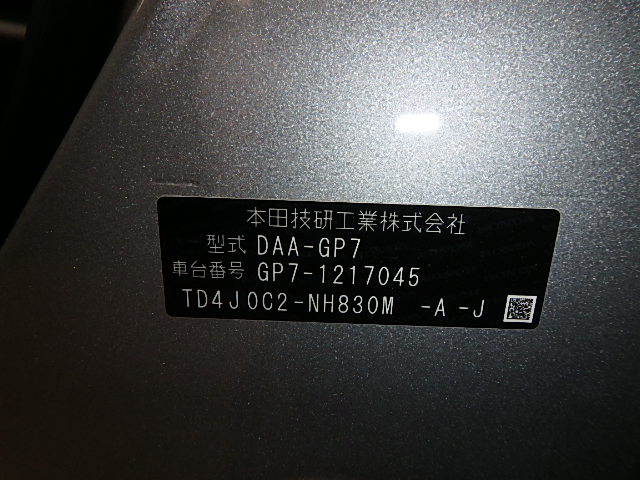 本田技研工業株式会社
型式 DAA-GP7
車台番号 GP7-1217045
TD4J0C2-NH830M -A -J